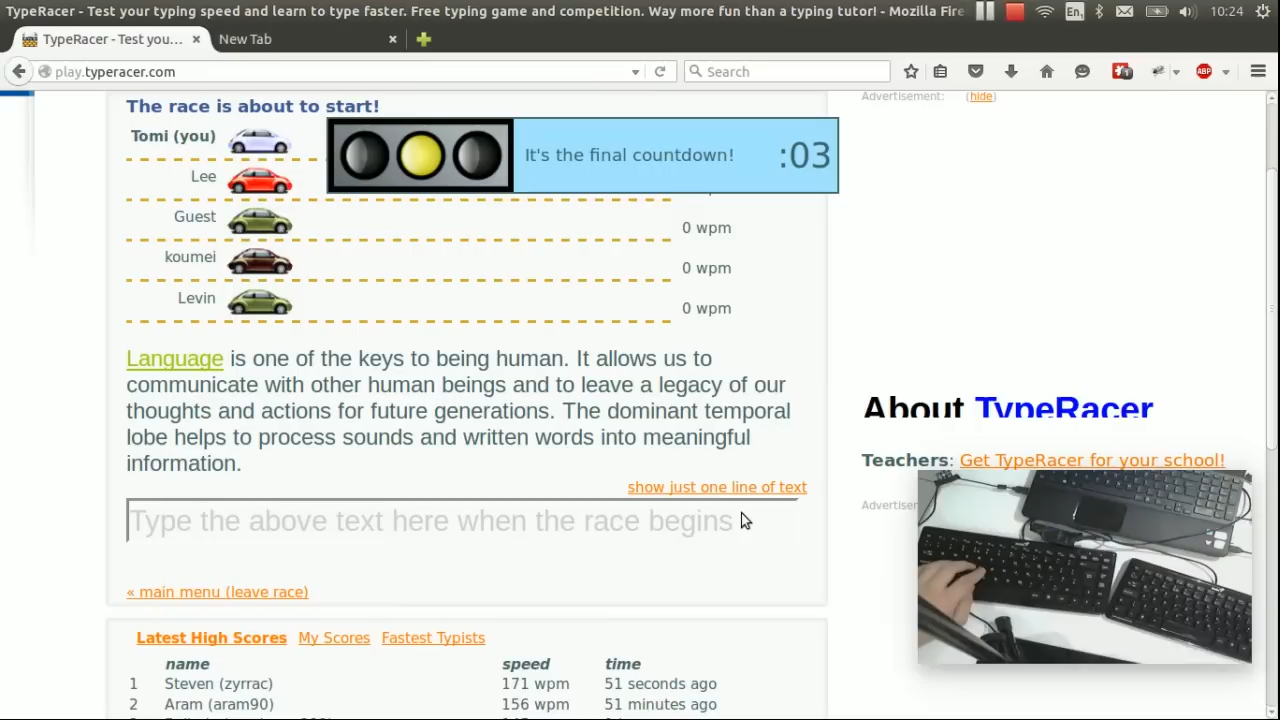 TypeRacer - Test your typing speed and learn to type faster. Free typing game and competition. Way more fun than a typing tutor! - Mozilla Fire
En 10:24
TypeRacer - Test you... × New Tab ×
play.typeracer.com Search ABP
The race is about to start!
Advertisement: (hide)
Tomi (you)
It's the final countdown! :03
Lee
Guest 0 wpm
koumei 0 wpm
Levin 0 wpm
Language is one of the keys to being human. It allows us to
communicate with other human beings and to leave a legacy of our
thoughts and actions for future generations. The dominant temporal
lobe helps to process sounds and written words into meaningful
information.
show just one line of text
Type the above text here when the race begins
« main menu (leave race)
About TypeRacer
Teachers: Get TypeRacer for your school!
Latest High Scores My Scores Fastest Typists
name speed time
1 Steven (zyrrac) 171 wpm 51 seconds ago
2 Aram (aram90) 156 wpm 51 minutes ago